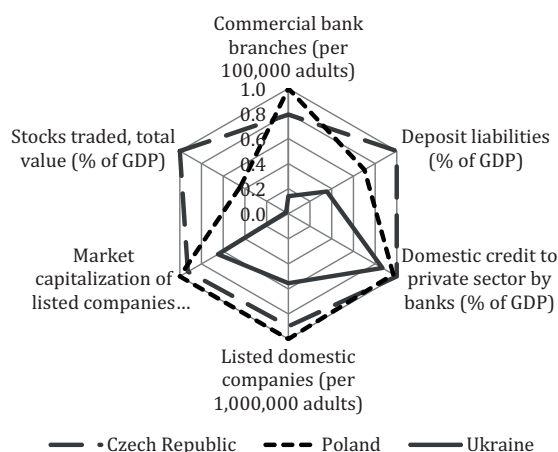 Commercial bank
branches (per
100,000 adults)
1.0
0.8
0.6
0.4
0.2
0.0
Deposit liabilities
(% of GDP)
Domestic credit to
private sector by
banks (% of GDP)
Listed domestic
companies (per
1,000,000 adults)
Market
capitalization of
listed companies…
Stocks traded, total
value (% of GDP)
Czech Republic Poland Ukraine